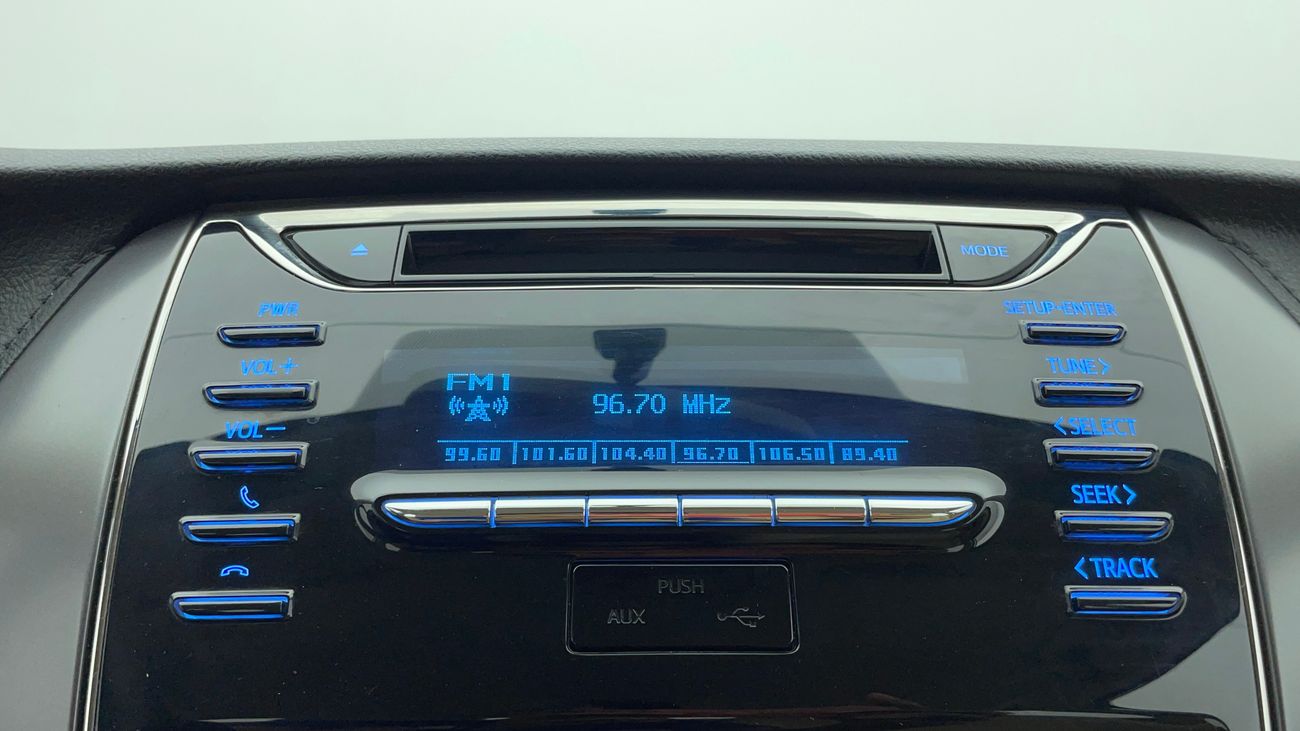 MODE
PWR
SETUP•ENTER
VOL+
TUNE>
FM1
96.70 MHz
VOL−
<SELECT
99.60 101.60 104.40 96.70 106.50 89.40
SEEK>
<TRACK
PUSH
AUX